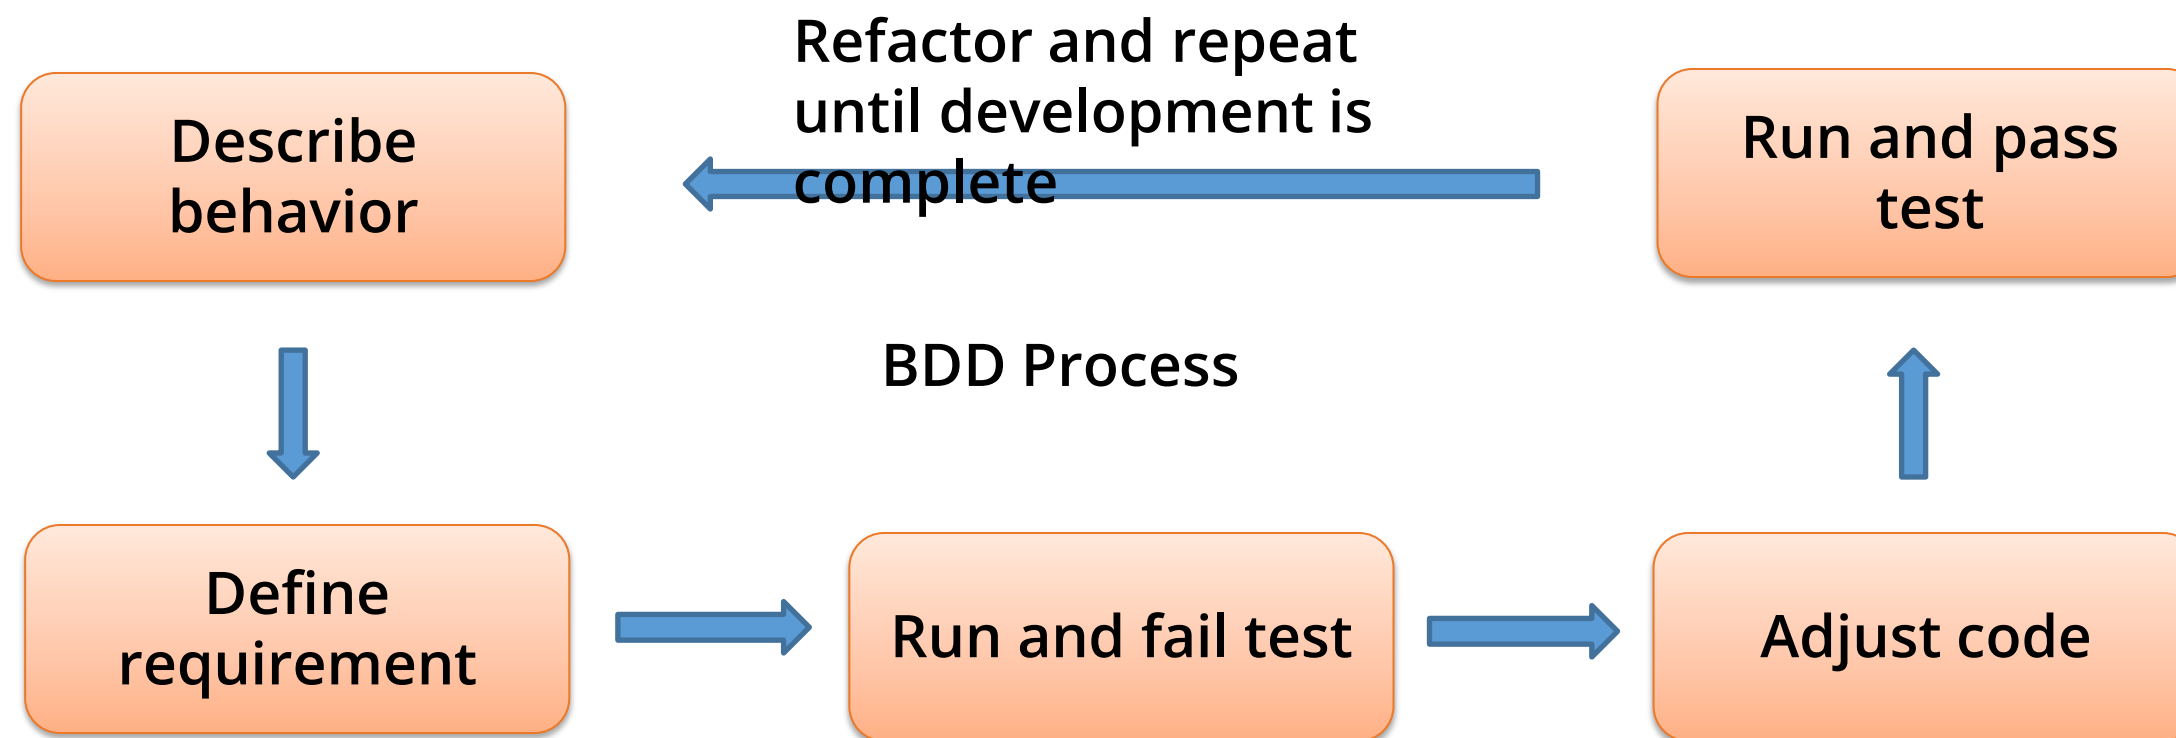 Refactor and repeat
until development is
complete
Describe
behavior
Run and pass
test
BDD Process
Define
requirement
Run and fail test
Adjust code